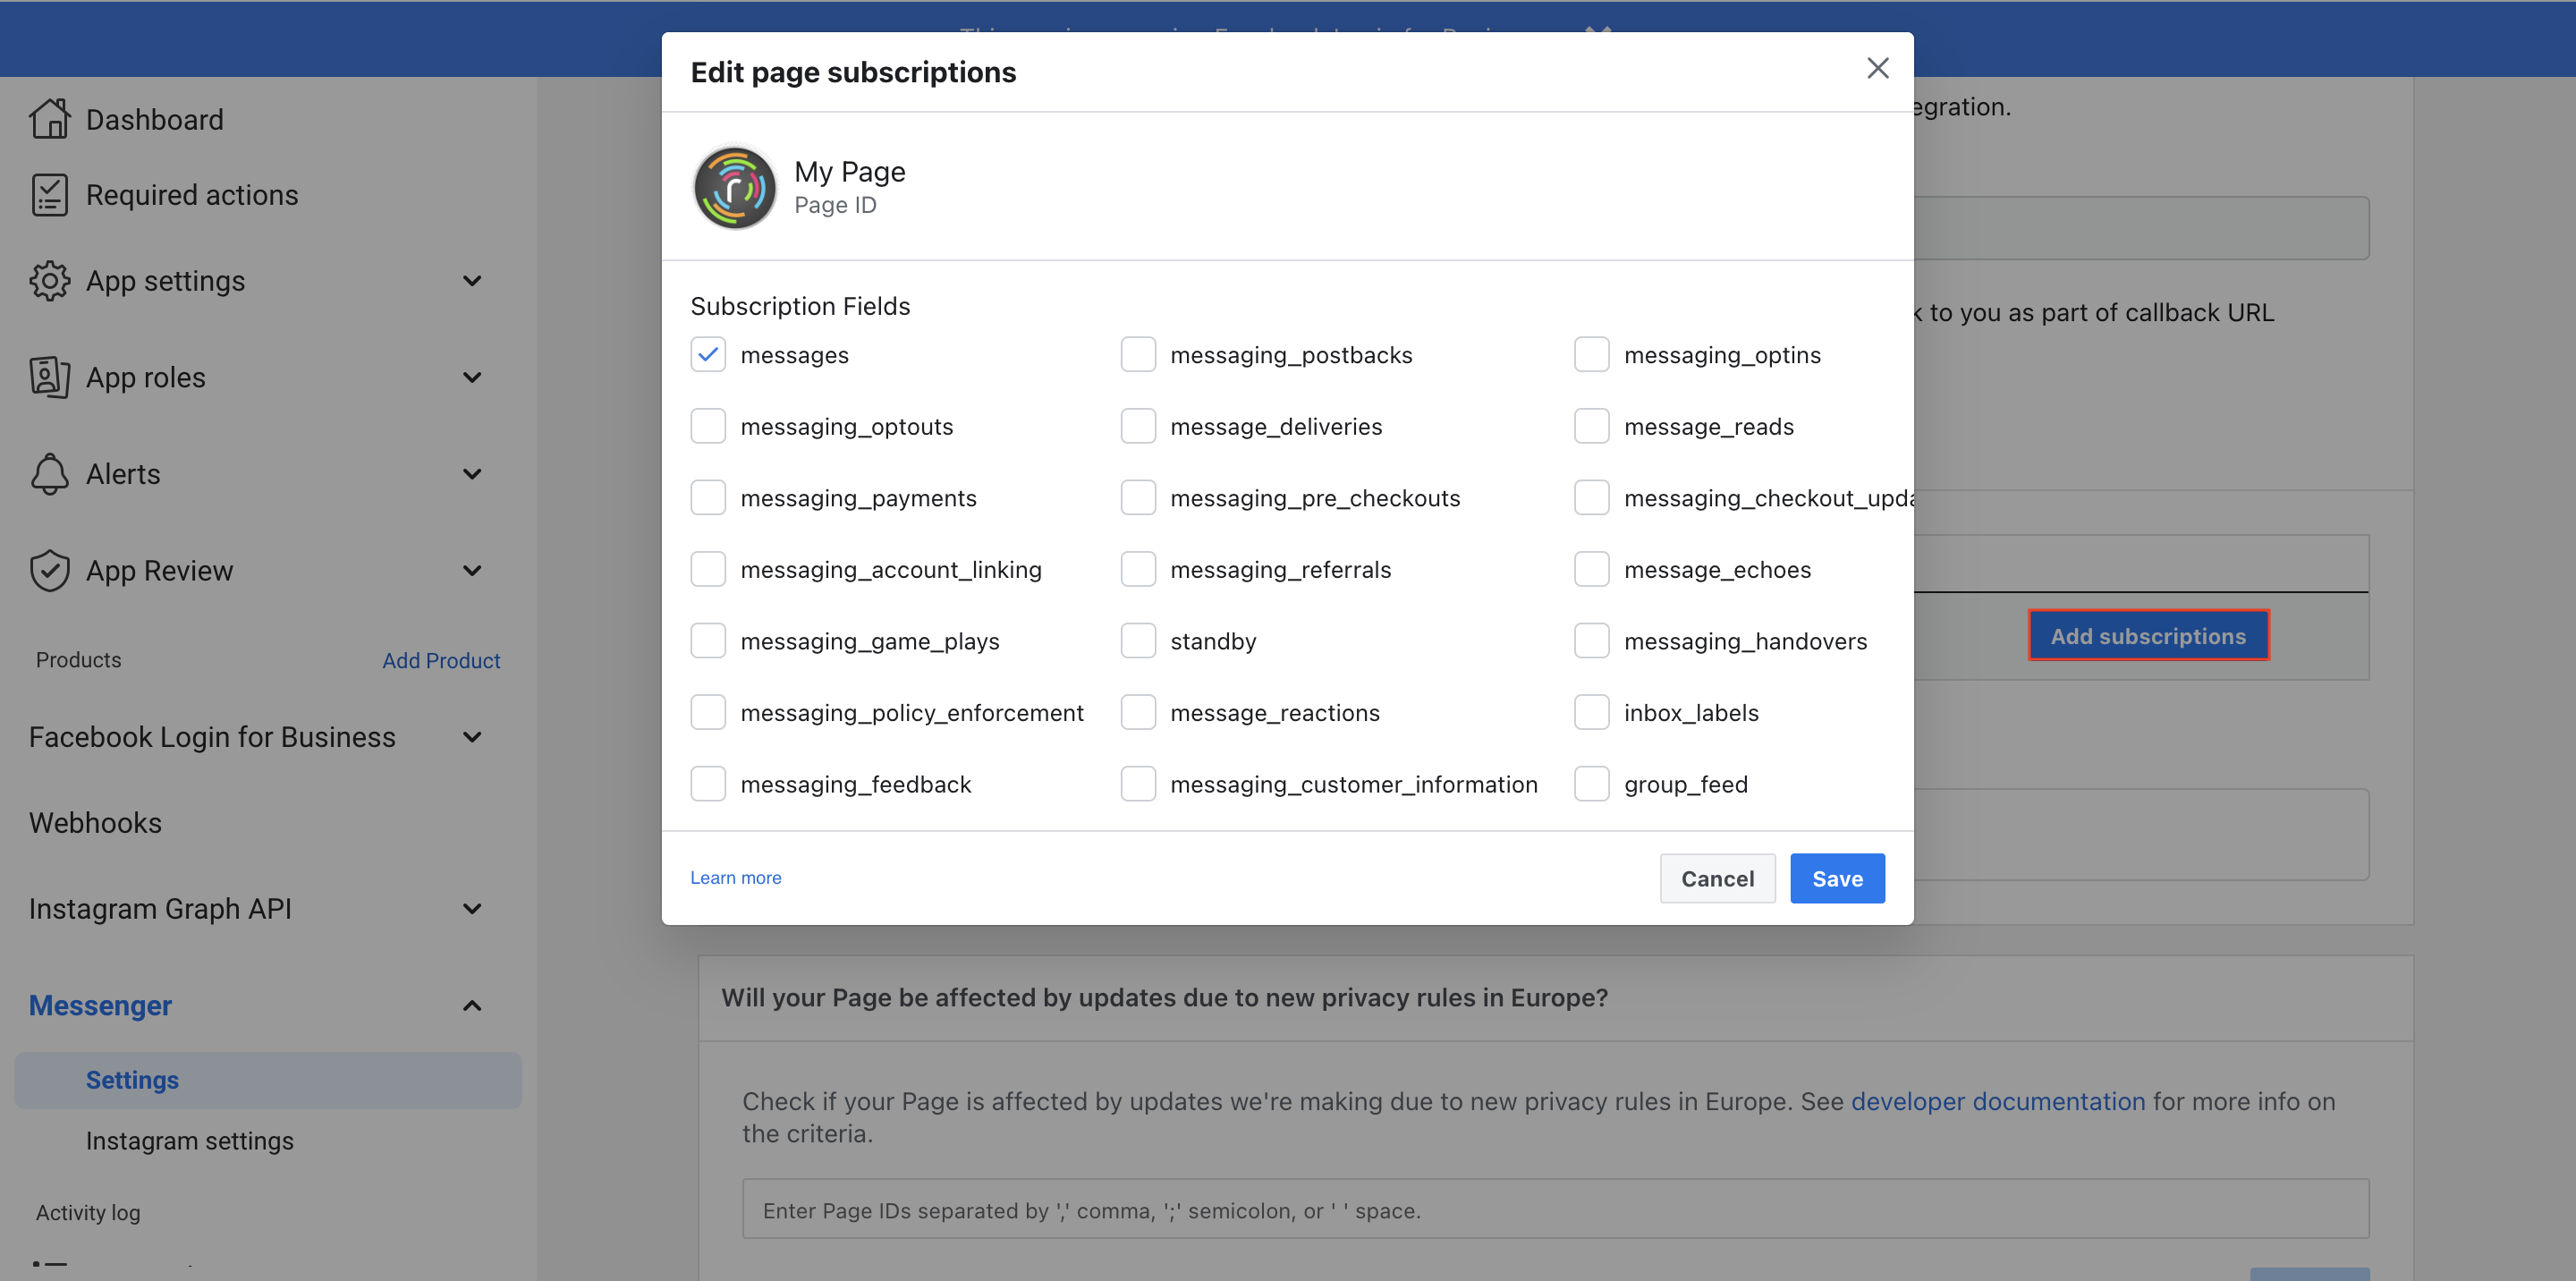 Edit page subscriptions
My Page
Page ID
Subscription Fields
messages
messaging_postbacks
messaging_optins
messaging_optouts
message_deliveries
message_reads
messaging_payments
messaging_pre_checkouts
messaging_checkout_upda
messaging_account_linking
messaging_referrals
message_echoes
messaging_game_plays
standby
messaging_handovers
messaging_policy_enforcement
message_reactions
inbox_labels
messaging_feedback
messaging_customer_information
group_feed
Learn more
Cancel
Save
Dashboard
Required actions
App settings
App roles
Alerts
App Review
Products
Add Product
Facebook Login for Business
Webhooks
Instagram Graph API
Messenger
Settings
Instagram settings
Activity log
egration.
k to you as part of callback URL
Add subscriptions
Will your Page be affected by updates due to new privacy rules in Europe?
Check if your Page is affected by updates we're making due to new privacy rules in Europe. See developer documentation for more info on
the criteria.
Enter Page IDs separated by ',' comma, ';' semicolon, or ' ' space.